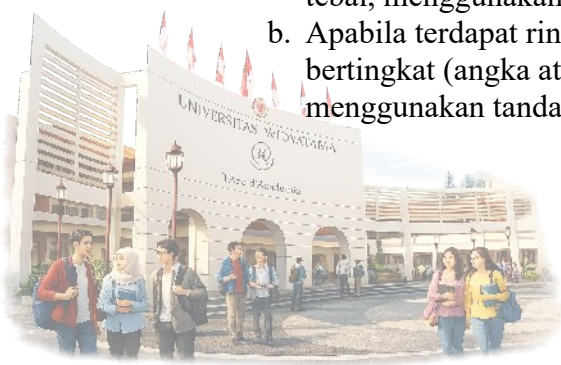 tebal, menggunakan
b. Apabila terdapat rin
bertingkat (angka at
menggunakan tanda
UNIVERSITAS WIDYATAMA